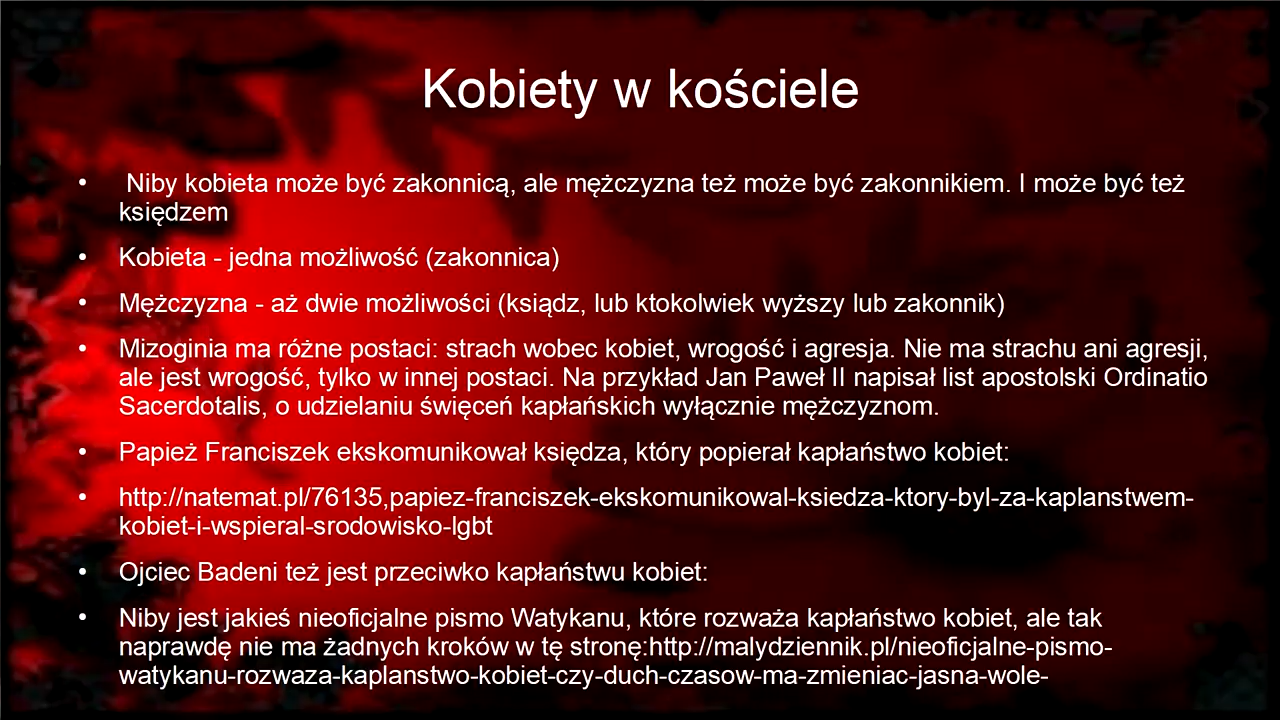 Kobiety w kościele
• Niby kobieta może być zakonnicą, ale mężczyzna też może być zakonnikiem. I może być też
księdzem
• Kobieta - jedna możliwość (zakonnica)
• Mężczyzna - aż dwie możliwości (ksiądz, lub ktokolwiek wyższy lub zakonnik)
• Mizoginia ma różne postaci: strach wobec kobiet, wrogość i agresja. Nie ma strachu ani agresji,
ale jest wrogość, tylko w innej postaci. Na przykład Jan Paweł II napisał list apostolski Ordinatio
Sacerdotalis, o udzielaniu święceń kapłańskich wyłącznie mężczyznom.
• Papież Franciszek ekskomunikował księdza, który popierał kapłaństwo kobiet:
• http://natemat.pl/76135,papiez-franciszek-ekskomunikowal-ksiedza-ktory-byl-za-kaplanstwem-
kobiet-i-wspieral-srodowisko-lgbt
• Ojciec Badeni też jest przeciwko kapłaństwu kobiet:
• Niby jest jakieś nieoficjalne pismo Watykanu, które rozważa kapłaństwo kobiet, ale tak
naprawdę nie ma żadnych kroków w tę stronę:http://malydziennik.pl/nieoficjalne-pismo-
watykanu-rozwaza-kaplanstwo-kobiet-czy-duch-czasow-ma-zmieniac-jasna-wole-